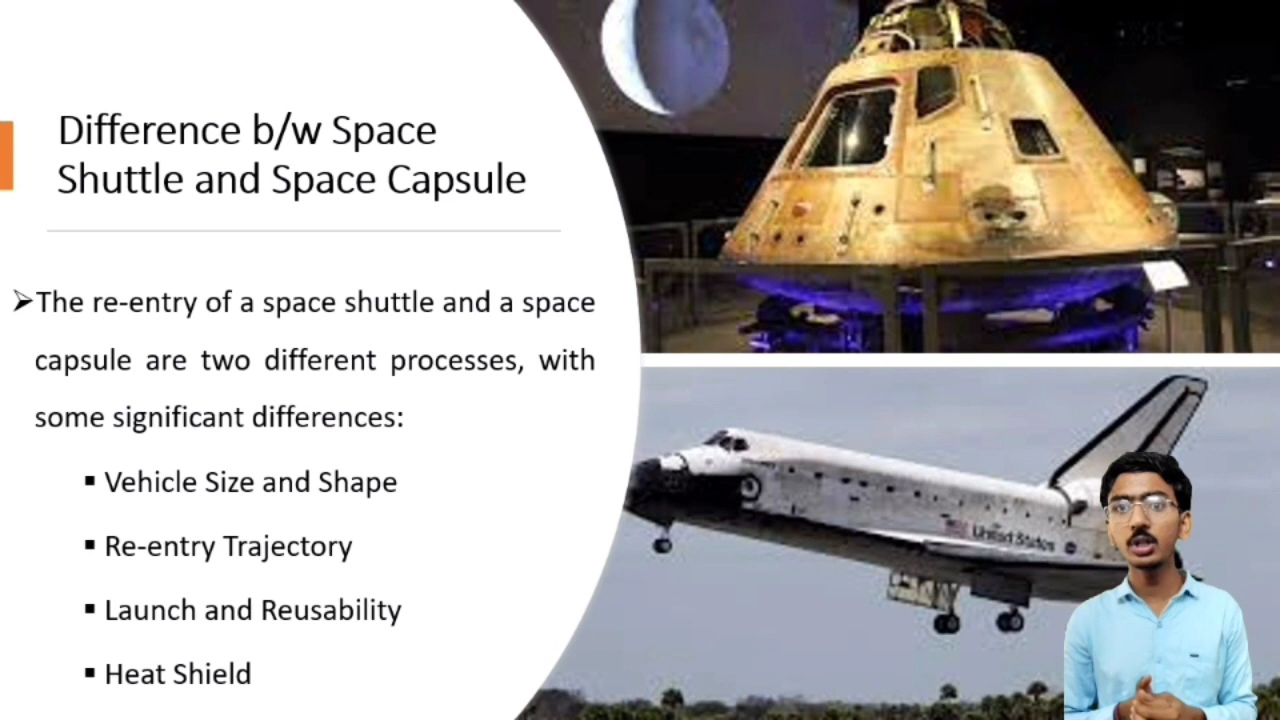 Difference b/w Space
Shuttle and Space Capsule
➢The re-entry of a space shuttle and a space
capsule are two different processes, with
some significant differences:
▪ Vehicle Size and Shape
▪ Re-entry Trajectory
▪ Launch and Reusability
▪ Heat Shield
United States